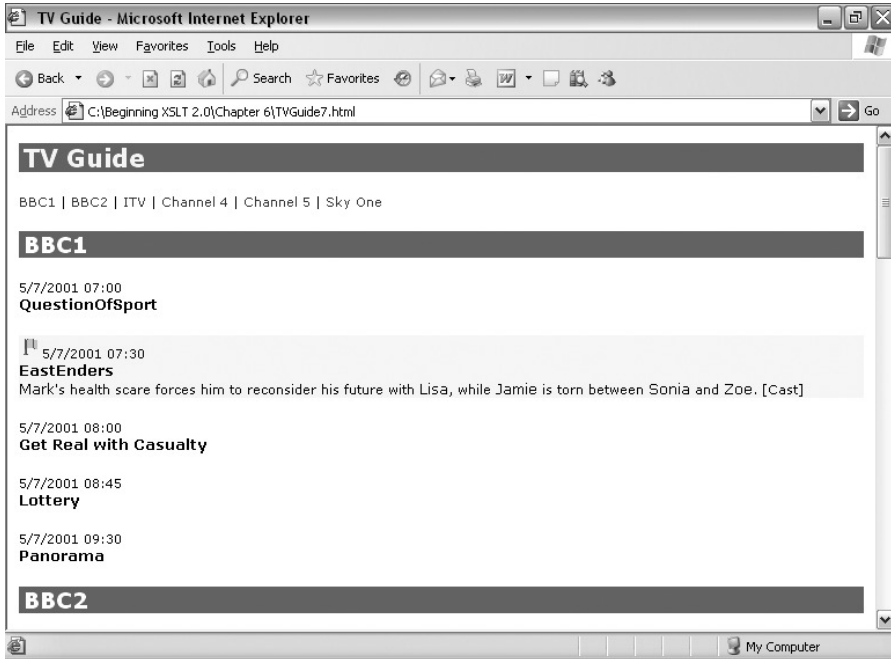 TV Guide - Microsoft Internet Explorer
File Edit View Favorites Tools Help
Back Search Favorites W
Address C:\Beginning XSLT 2.0\Chapter 6\TVGuide7.html Go
TV Guide
BBC1 | BBC2 | ITV | Channel 4 | Channel 5 | Sky One
BBC1
5/7/2001 07:00
QuestionOfSport
5/7/2001 07:30
EastEnders
Mark's health scare forces him to reconsider his future with Lisa, while Jamie is torn between Sonia and Zoe. [Cast]
5/7/2001 08:00
Get Real with Casualty
5/7/2001 08:45
Lottery
5/7/2001 09:30
Panorama
BBC2
My Computer